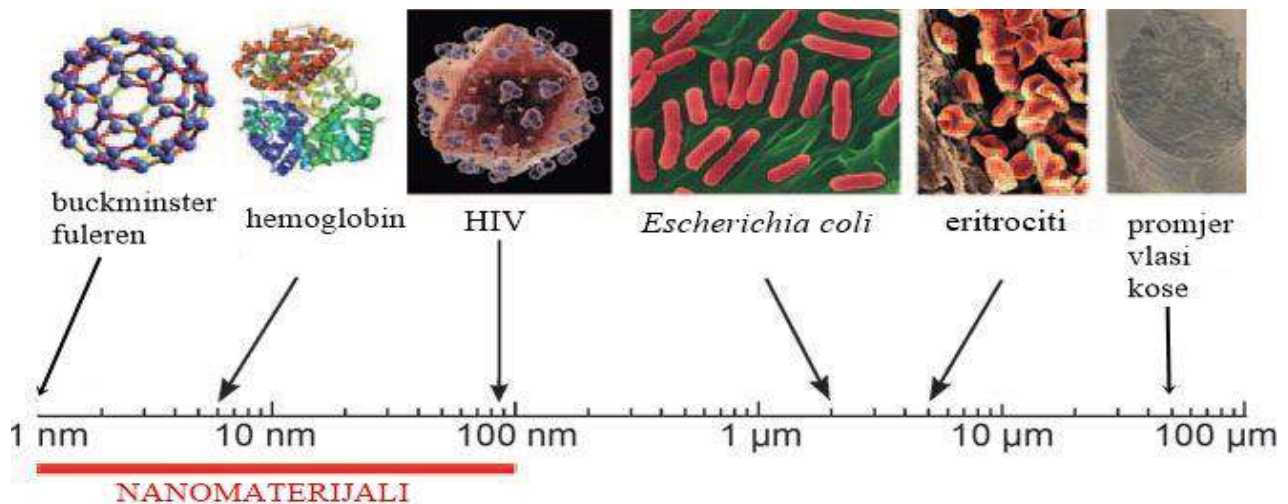 buckminster
fuleren
hemoglobin
HIV
Escherichia coli
eritrociti
promjer
vlasi
kose
1 nm
10 nm
100 nm
1 μm
10 μm
100 μm
NANOMATERIJALI